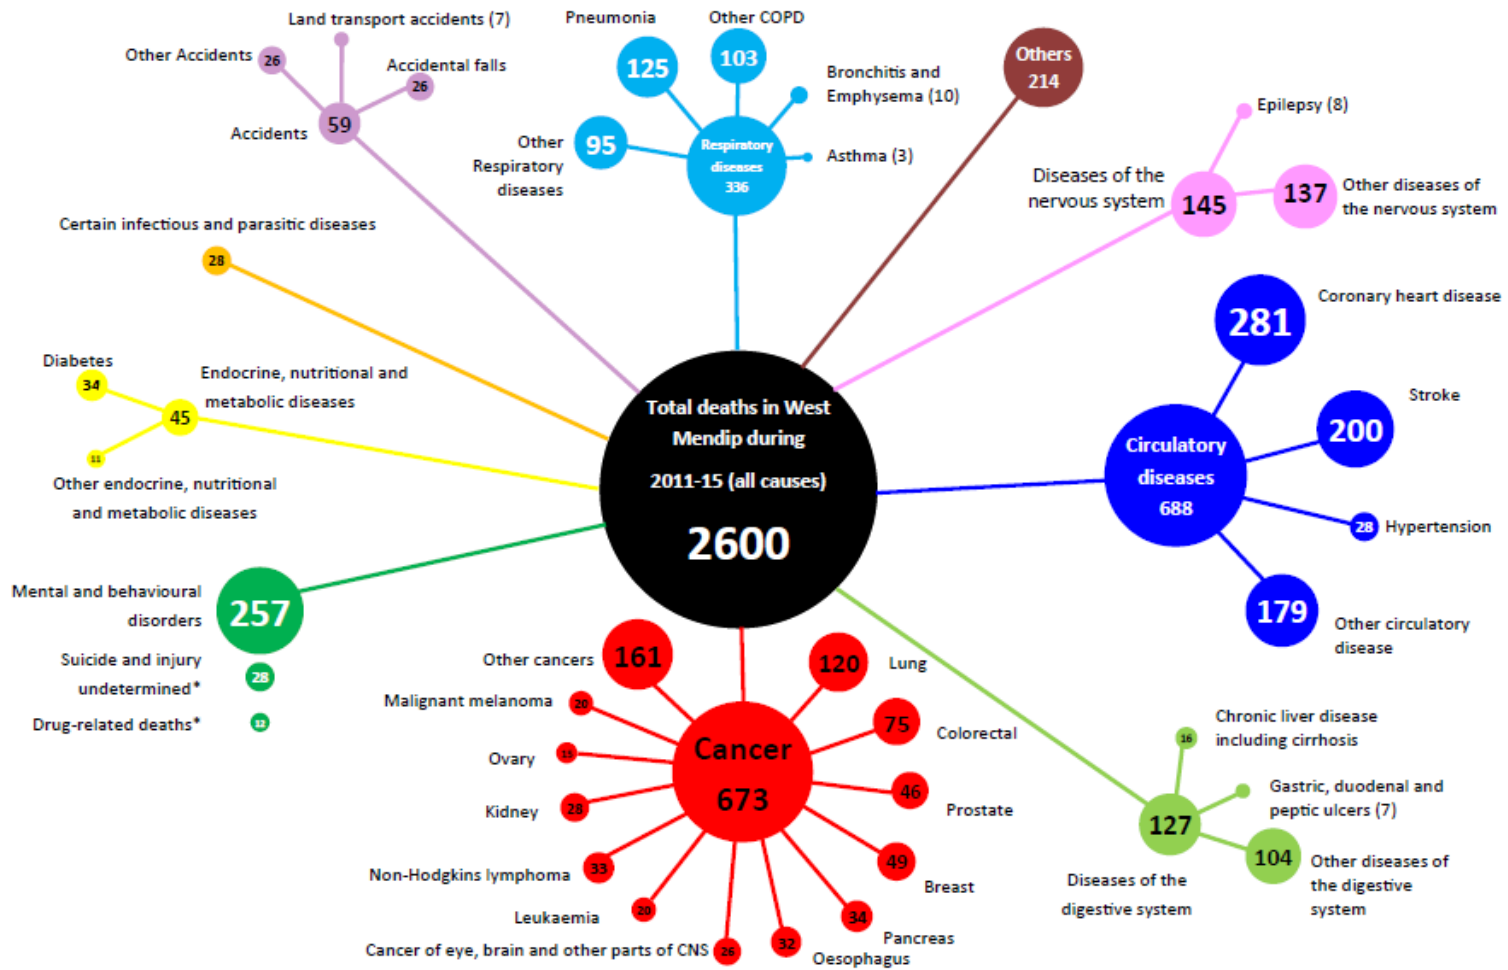 Land transport accidents (7)
Other Accidents
26
Accidental falls
26
Accidents
59
Pneumonia
125
Other COPD
103
Bronchitis and
Emphysema (10)
Other
Respiratory
diseases
95
Respiratory
diseases
336
Asthma (3)
Others
214
Epilepsy (8)
Diseases of the
nervous system
145
137
Other diseases of
the nervous system
Certain infectious and parasitic diseases
28
Diabetes
34
Endocrine, nutritional and
metabolic diseases
45
11
Other endocrine, nutritional
and metabolic diseases
Total deaths in West
Mendip during
2011-15 (all causes)
2600
281
Coronary heart disease
Stroke
200
Circulatory
diseases
688
28
Hypertension
179
Other circulatory
disease
Mental and behavioural
disorders
257
Suicide and injury
undetermined*
28
Drug-related deaths*
12
Other cancers
161
120
Lung
Malignant melanoma
20
75
Colorectal
Ovary
15
Cancer
673
46
Prostate
Kidney
28
Non-Hodgkins lymphoma
33
49
Breast
Leukaemia
20
34
Pancreas
Cancer of eye, brain and other parts of CNS
26
32
Oesophagus
Chronic liver disease
including cirrhosis
16
Gastric, duodenal and
peptic ulcers (7)
127
104
Other diseases of
the digestive
system
Diseases of the
digestive system